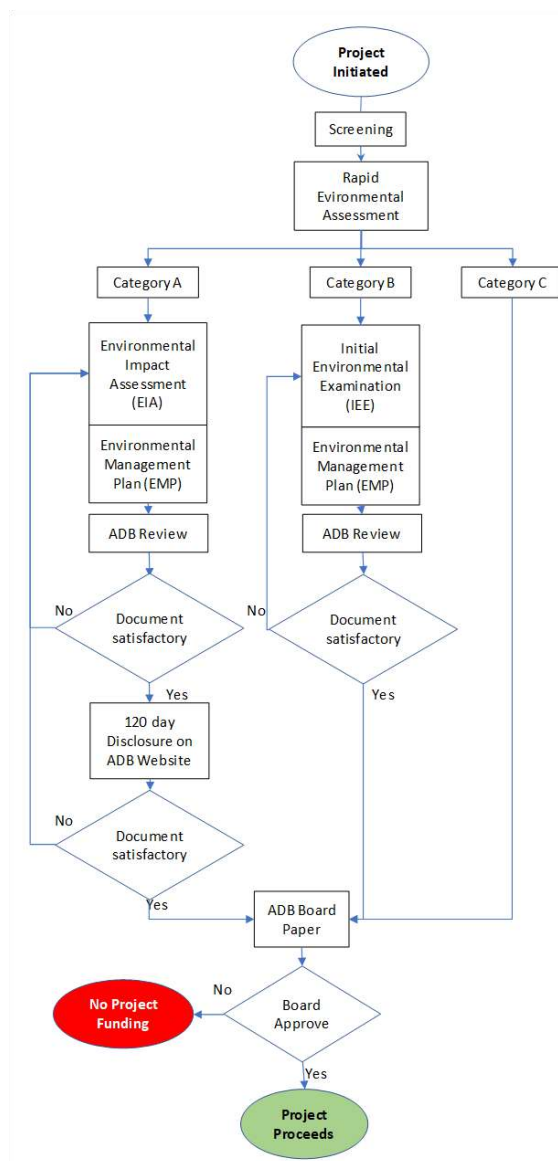 Project
Initiated
Screening
Rapid
Evironmental
Assessment
Category A
Category B
Category C
Environmental
Impact
Assessment
(EIA)
Initial
Environmental
Examination
(IEE)
Environmental
Management
Plan (EMP)
Environmental
Management
Plan (EMP)
ADB Review
ADB Review
No
Document
satisfactory
No
Document
satisfactory
Yes
Yes
120 day
Disclosure on
ADB Website
No
Document
satisfactory
Yes
ADB Board
Paper
No
No Project
Funding
Board
Approve
Yes
Project
Proceeds